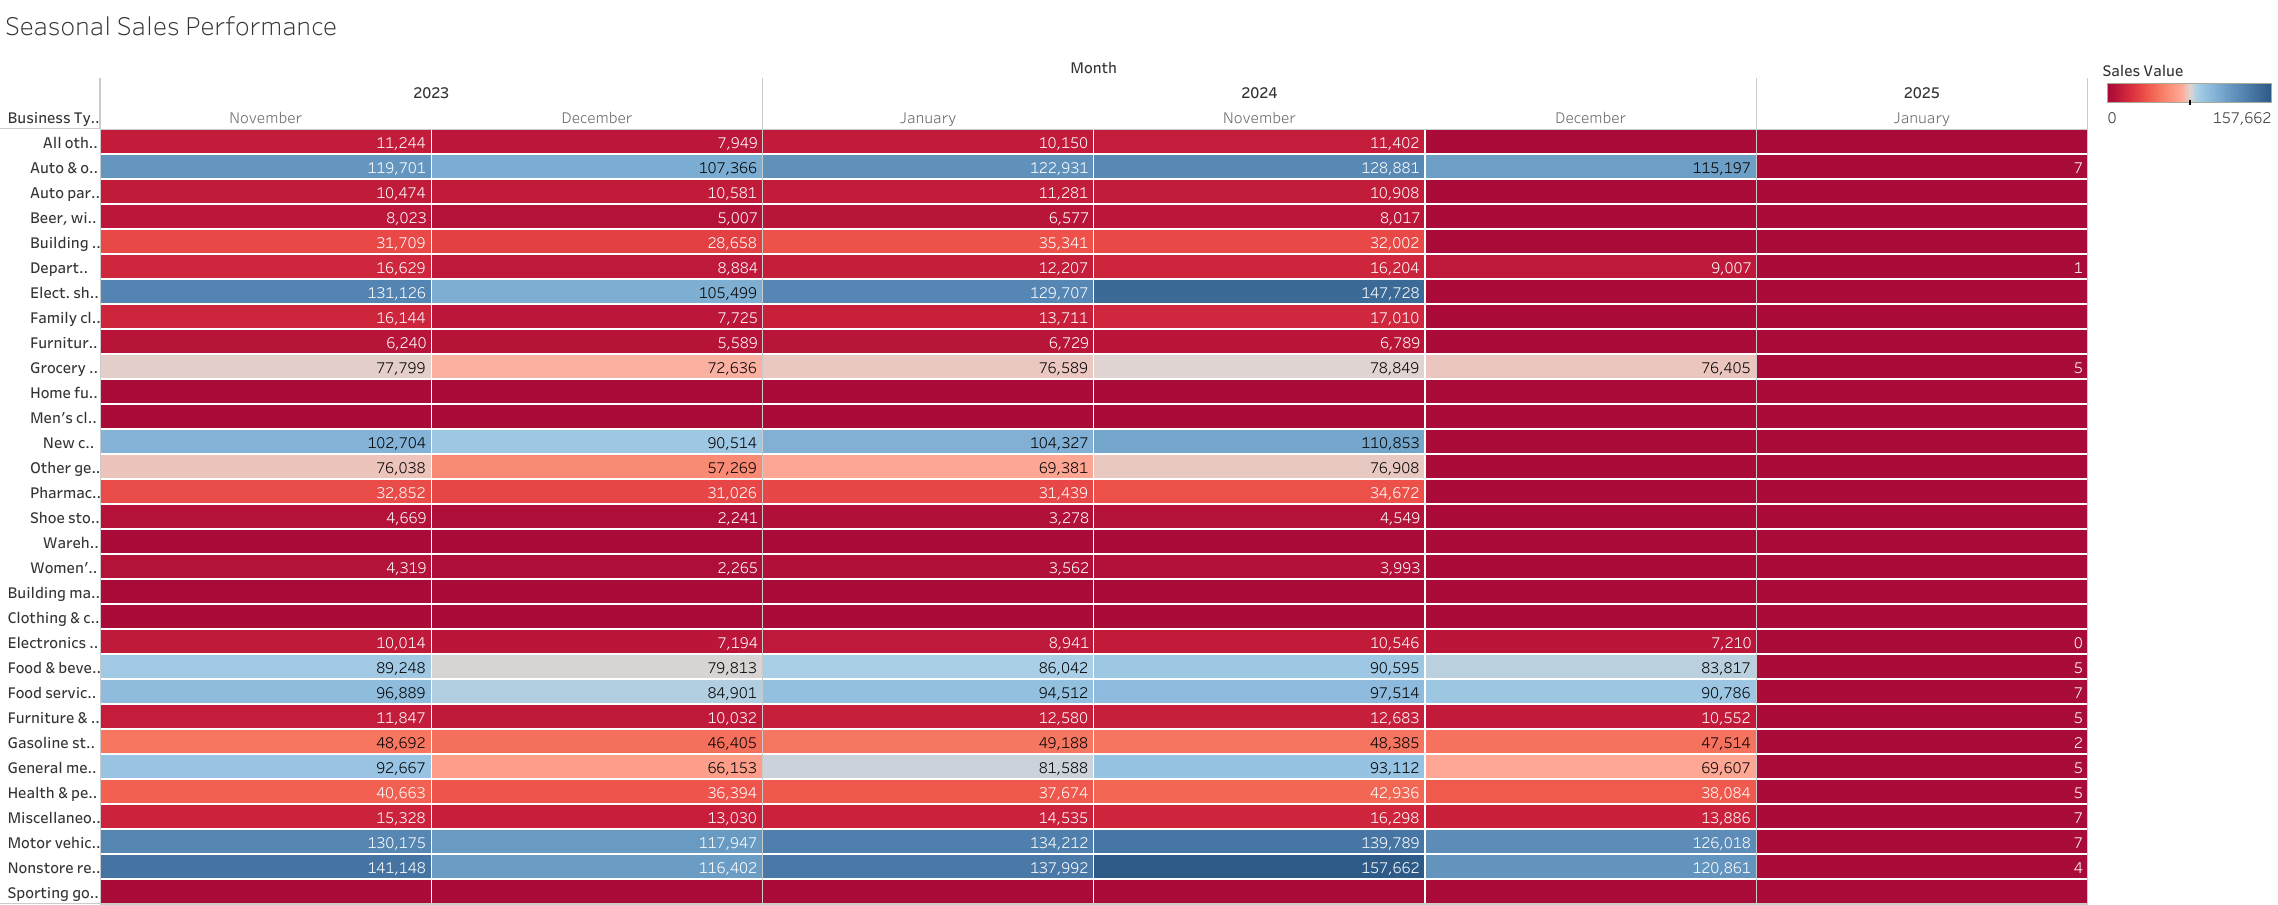 Seasonal Sales Performance
Month
Sales Value
2023 2024 2025
0 157,662
Business Ty.. November December January November December January
All oth.. 11,244 7,949 10,150 11,402
Auto & o.. 119,701 107,366 122,931 128,881 115,197 7
Auto par.. 10,474 10,581 11,281 10,908
Beer, wi.. 8,023 5,007 6,577 8,017
Building .. 31,709 28,658 35,341 32,002
Depart.. 16,629 8,884 12,207 16,204 9,007 1
Elect. sh.. 131,126 105,499 129,707 147,728
Family cl.. 16,144 7,725 13,711 17,010
Furnitur.. 6,240 5,589 6,729 6,789
Grocery .. 77,799 72,636 76,589 78,849 76,405 5
Home fu..
Men's cl..
New c.. 102,704 90,514 104,327 110,853
Other ge.. 76,038 57,269 69,381 76,908
Pharmac.. 32,852 31,026 31,439 34,672
Shoe sto.. 4,669 2,241 3,278 4,549
Wareh..
Women'.. 4,319 2,265 3,562 3,993
Building ma..
Clothing & c..
Electronics .. 10,014 7,194 8,941 10,546 7,210 0
Food & beve.. 89,248 79,813 86,042 90,595 83,817 5
Food servic.. 96,889 84,901 94,512 97,514 90,786 7
Furniture & .. 11,847 10,032 12,580 12,683 10,552 5
Gasoline st.. 48,692 46,405 49,188 48,385 47,514 2
General me.. 92,667 66,153 81,588 93,112 69,607 5
Health & pe.. 40,663 36,394 37,674 42,936 38,084 5
Miscellaneo.. 15,328 13,030 14,535 16,298 13,886 7
Motor vehic.. 130,175 117,947 134,212 139,789 126,018 7
Nonstore re.. 141,148 116,402 137,992 157,662 120,861 4
Sporting go..